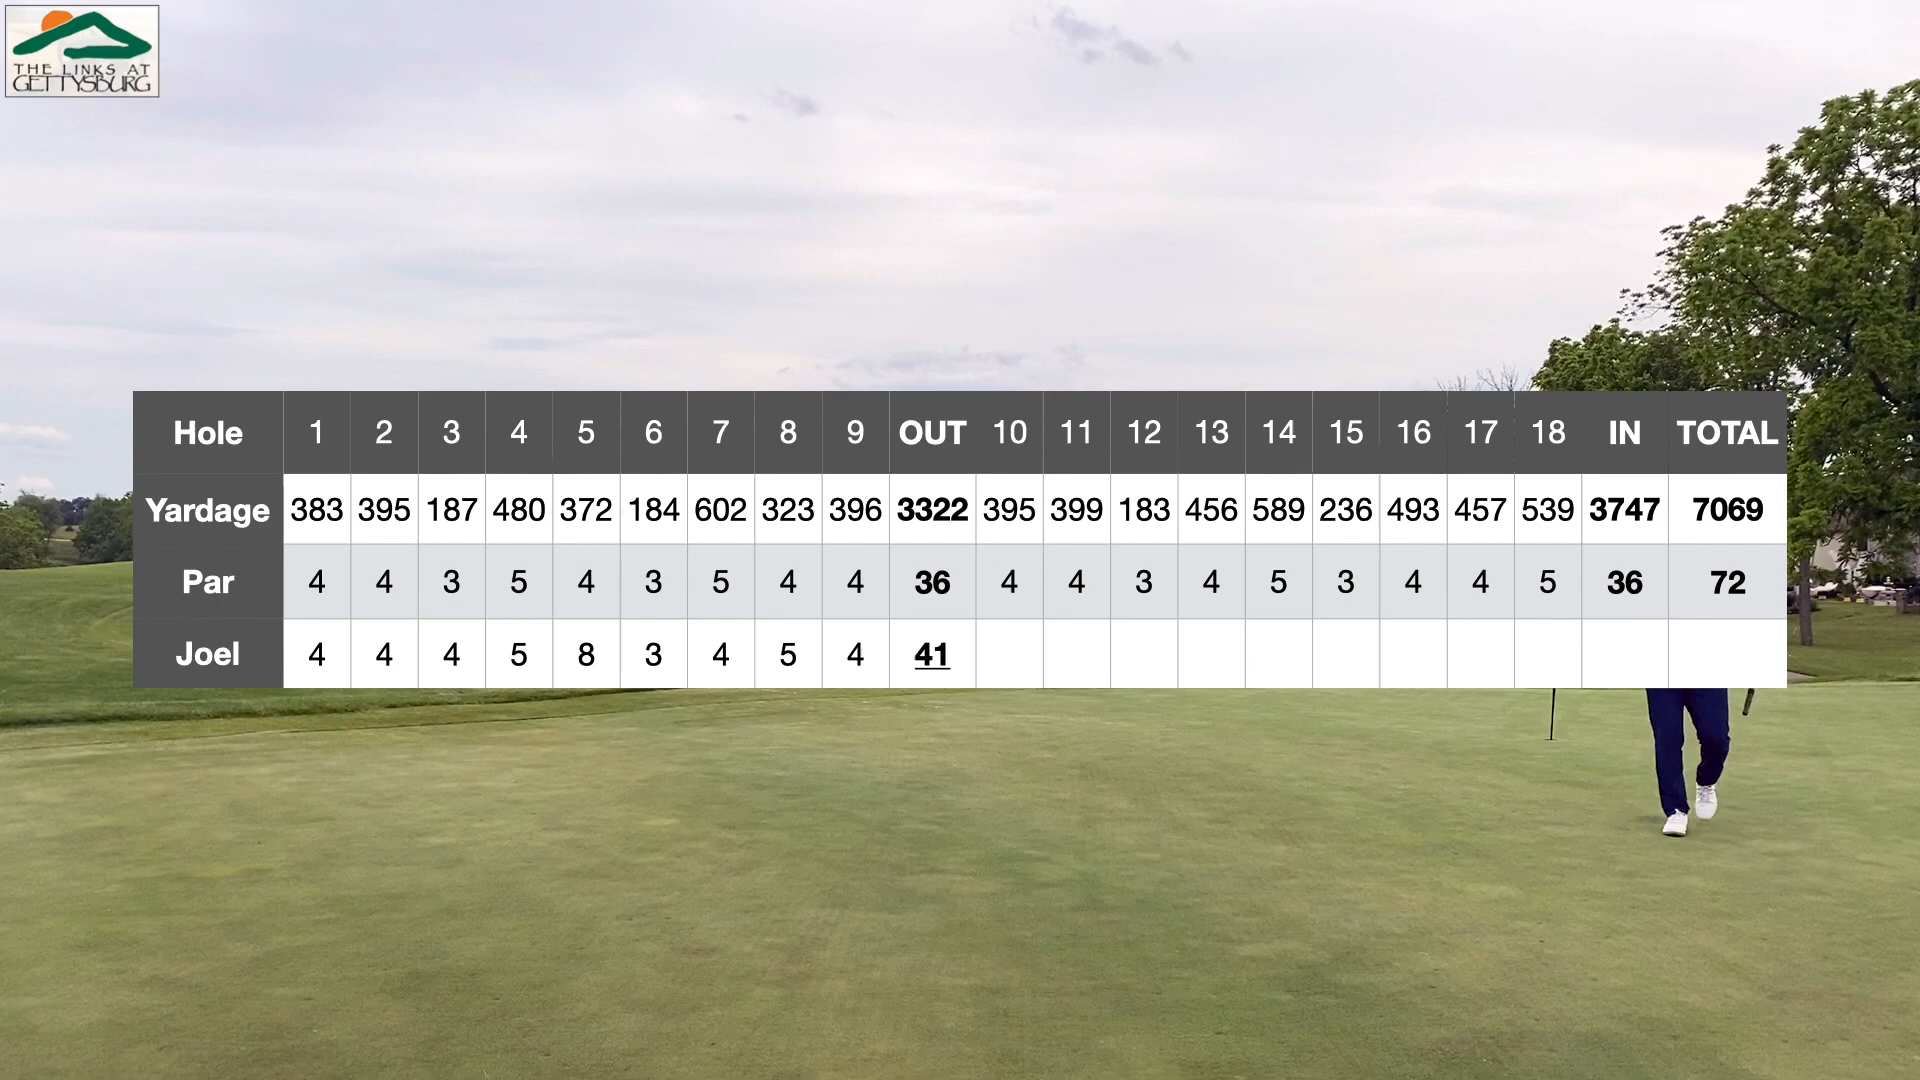 THE LINKS AT
GETTYSBURG
Hole 1 2 3 4 5 6 7 8 9 OUT 10 11 12 13 14 15 16 17 18 IN TOTAL
Yardage 383 395 187 480 372 184 602 323 396 3322 395 399 183 456 589 236 493 457 539 3747 7069
Par 4 4 3 5 4 3 5 4 4 36 4 4 3 4 5 3 4 4 5 36 72
Joel 4 4 4 5 8 3 4 5 4 41